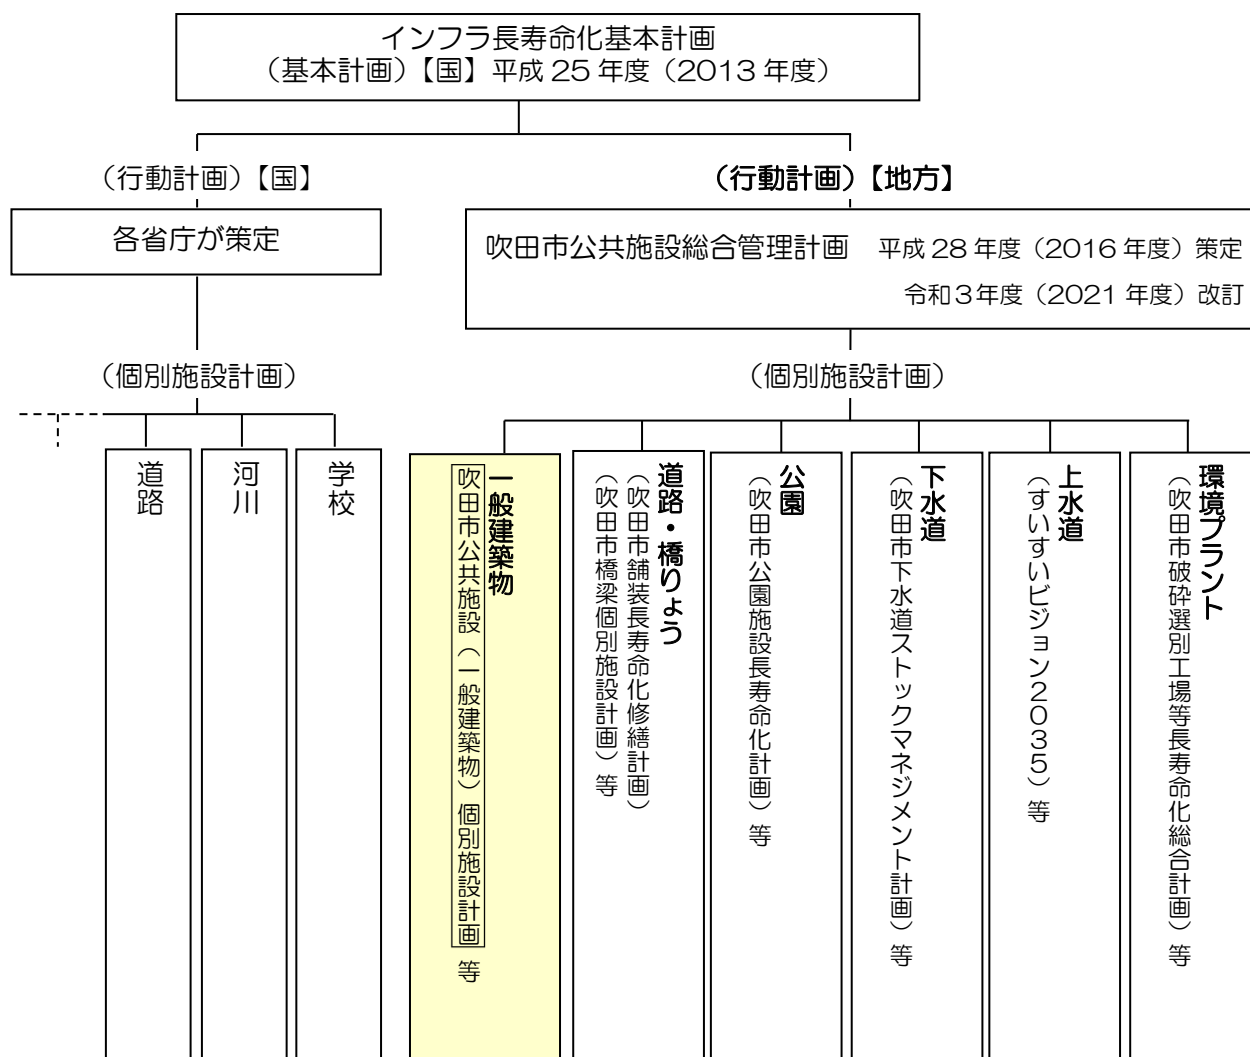 インフラ長寿命化基本計画
（基本計画）【国】平成 25 年度（2013 年度）
（行動計画）【国】
（行動計画）【地方】
各省庁が策定
吹田市公共施設総合管理計画　平成 28 年度（2016 年度）策定
令和３年度（2021 年度）改訂
（個別施設計画）
（個別施設計画）
道路
河川
学校
一般建築物
吹田市公共施設（一般建築物）個別施設計画 等
道路・橋りょう
（吹田市舗装長寿命化修繕計画）
（吹田市橋梁個別施設計画）等
公園
（吹田市公園施設長寿命化計画）等
下水道
（吹田市下水道ストックマネジメント計画）等
上水道
（すいすいビジョン２０３５）等
環境プラント
（吹田市破砕選別工場等長寿命化総合計画）等